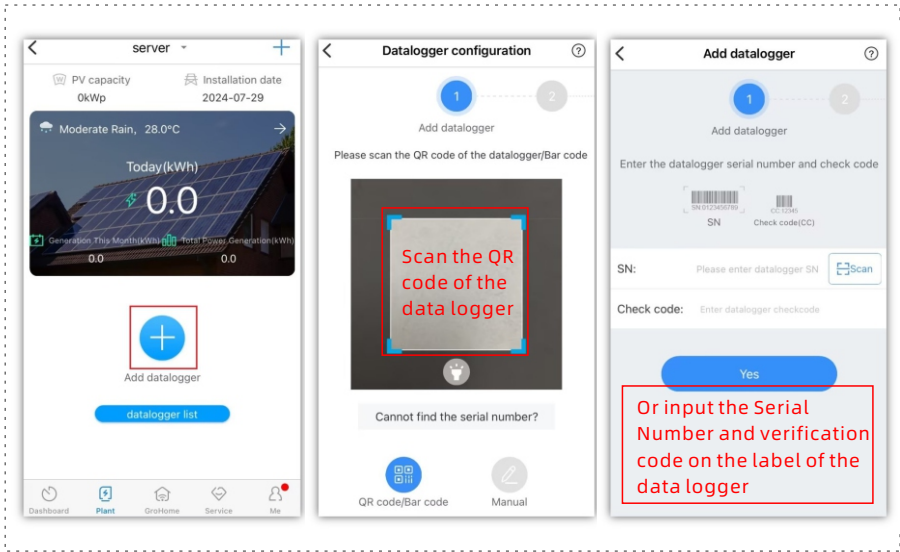 server
PV capacity
0kWp
Installation date
2024-07-29
Moderate Rain, 28.0°C
Today(kWh)
0.0
Generation This Month(kWh)
0.0
Total Power Generation(kWh)
0.0
Add datalogger
datalogger list
Dashboard
Plant
GroHome
Service
Me
Datalogger configuration
?
1
2
Add datalogger
Please scan the QR code of the datalogger/Bar code
Scan the QR
code of the
data logger
Cannot find the serial number?
QR code/Bar code
Manual
Add datalogger
?
1
2
Add datalogger
Enter the datalogger serial number and check code
SN:0123456789
SN
CC:12345
Check code(CC)
SN:
Please enter datalogger SN
Scan
Check code:
Enter datalogger checkcode
Yes
Or input the Serial
Number and verification
code on the label of the
data logger